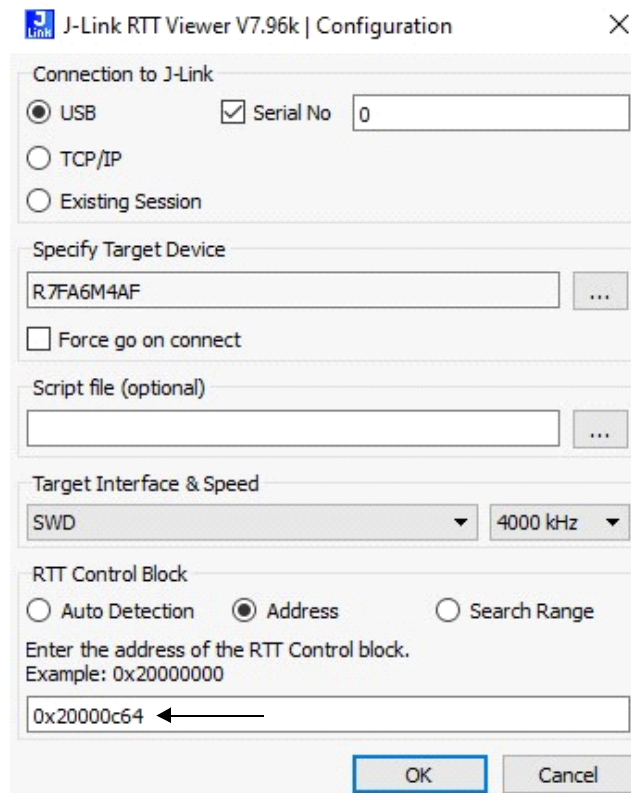 J-Link J-Link RTT Viewer V7.96k | Configuration
Connection to J-Link
USB Serial No 0
TCP/IP
Existing Session
Specify Target Device
R7FA6M4AF ...
Force go on connect
Script file (optional)
...
Target Interface & Speed
SWD 4000 kHz
RTT Control Block
Auto Detection Address Search Range
Enter the address of the RTT Control block.
Example: 0x20000000
0x20000c64
OK Cancel